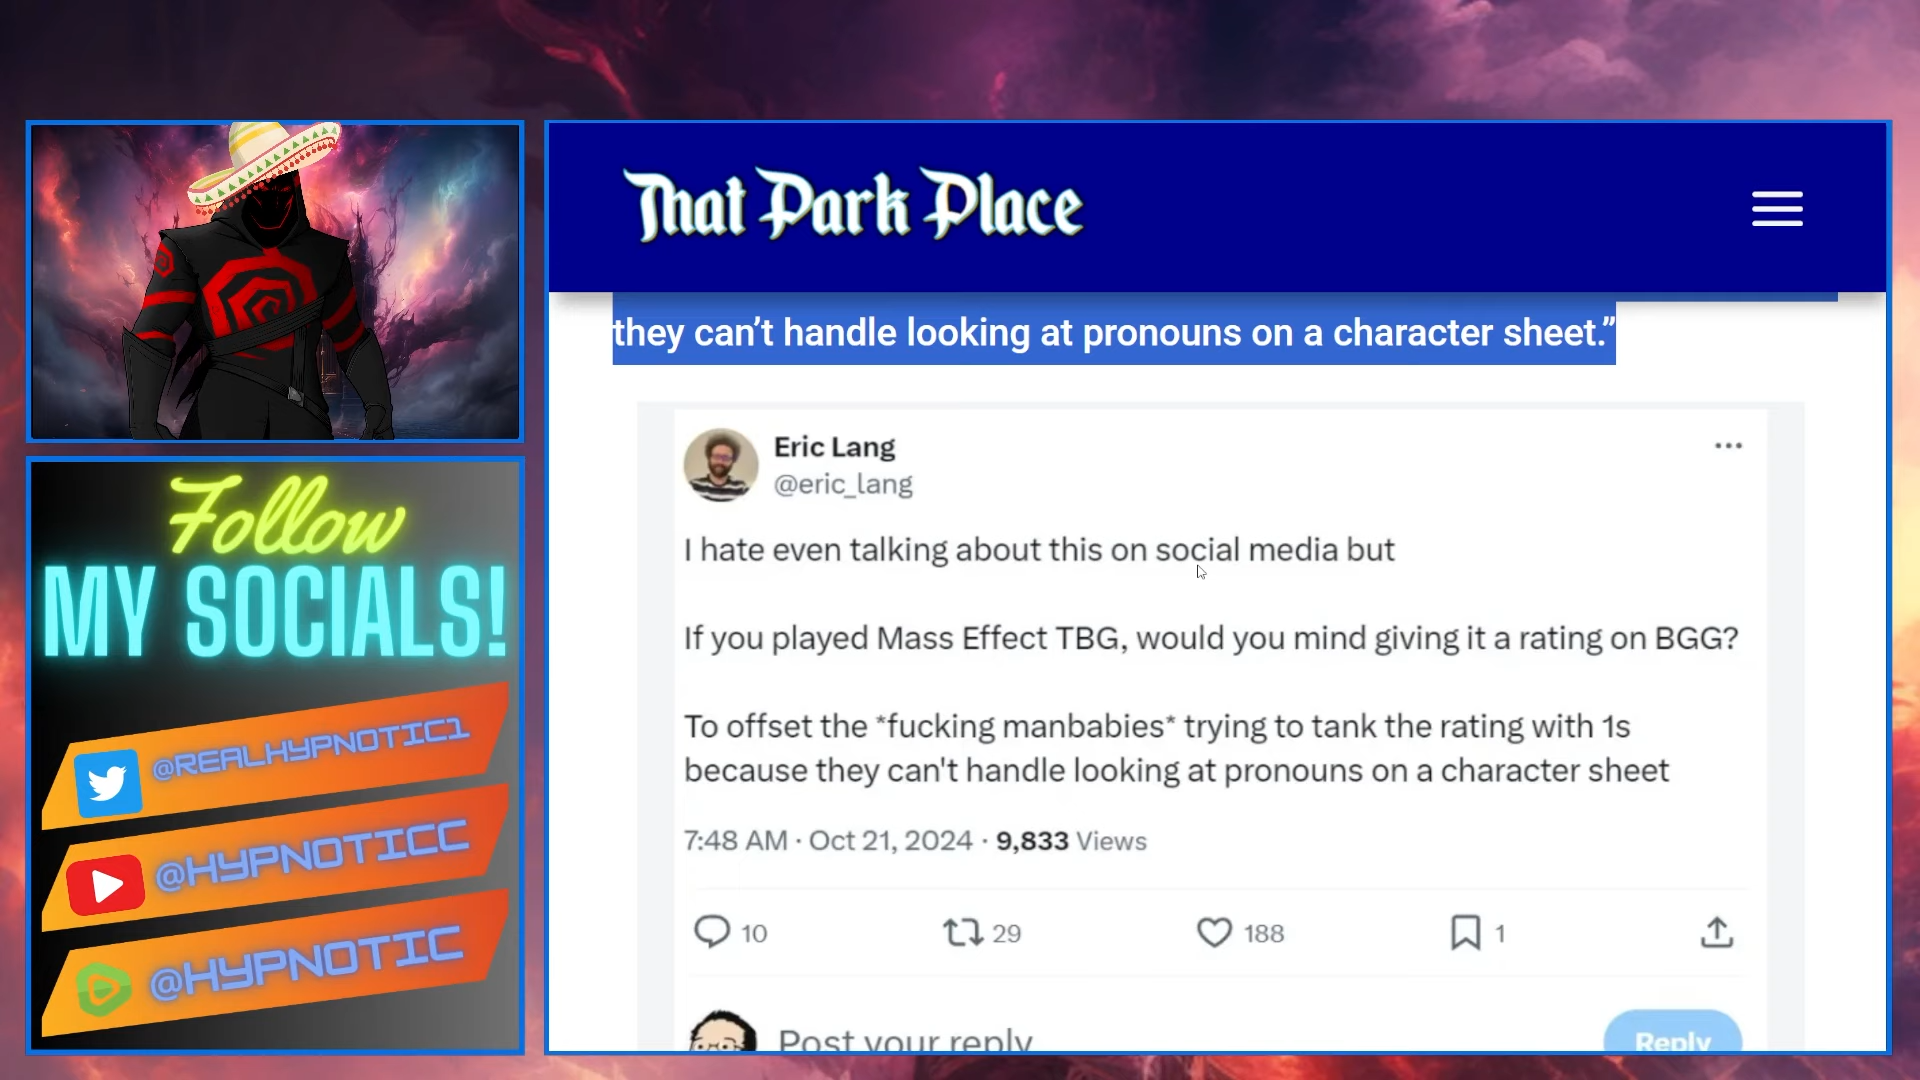 That Park Place
they can’t handle looking at pronouns on a character sheet.”
Eric Lang
@eric_lang
I hate even talking about this on social media but
If you played Mass Effect TBG, would you mind giving it a rating on BGG?
To offset the *fucking manbabies* trying to tank the rating with 1s
because they can't handle looking at pronouns on a character sheet
7:48 AM · Oct 21, 2024 · 9,833 Views
10 29 188 1
Post your reply
Reply
Follow
MY SOCIALS!
@REALHYPNOTIC1
@HYPNOTICC
@HYPNOTIC